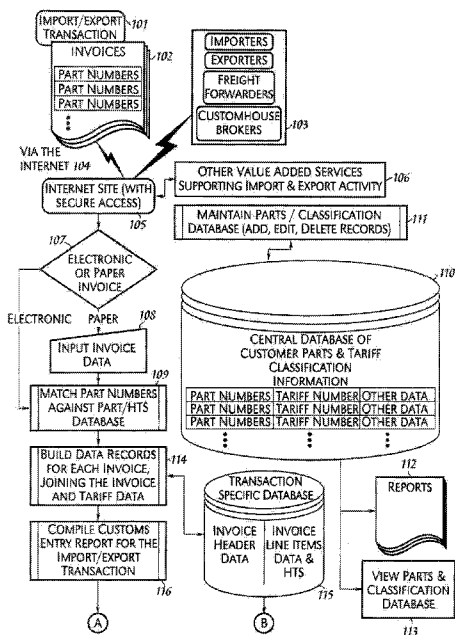 IMPORT/EXPORT
TRANSACTION
101
INVOICES
102
PART NUMBERS
PART NUMBERS
PART NUMBERS
IMPORTERS
EXPORTERS
FREIGHT
FORWARDERS
CUSTOMHOUSE
BROKERS
103
VIA THE
INTERNET 104
INTERNET SITE (WITH
SECURE ACCESS)
105
OTHER VALUE ADDED SERVICES
SUPPORTING IMPORT & EXPORT ACTIVITY
106
MAINTAIN PARTS / CLASSIFICATION
DATABASE (ADD, EDIT, DELETE RECORDS)
111
107
ELECTRONIC
OR PAPER
INVOICE
ELECTRONIC PAPER
108
INPUT INVOICE
DATA
109
MATCH PART NUMBERS
AGAINST PART/HTS
DATABASE
110
CENTRAL DATABASE OF
CUSTOMER PARTS & TARIFF
CLASSIFICATION
INFORMATION
PART NUMBERS TARIFF NUMBER OTHER DATA
PART NUMBERS TARIFF NUMBER OTHER DATA
PART NUMBERS TARIFF NUMBER OTHER DATA
BUILD DATA RECORDS
FOR EACH INVOICE,
JOINING THE INVOICE
AND TARIFF DATA
114
TRANSACTION
SPECIFIC DATABASE
INVOICE
HEADER
DATA
INVOICE
LINE ITEMS
DATA &
HTS
115
112
REPORTS
COMPILE CUSTOMS
ENTRY REPORT FOR THE
IMPORT/EXPORT
TRANSACTION
116
VIEW PARTS &
CLASSIFICATION
DATABASE
113
A
B